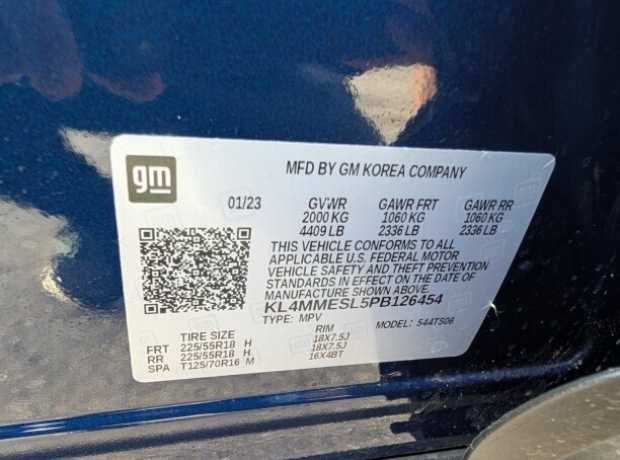 gm
MFD BY GM KOREA COMPANY
01/23 GVWR GAWR FRT GAWR RR
2000 KG 1060 KG 1060 KG
4409 LB 2336 LB 2336 LB
THIS VEHICLE CONFORMS TO ALL
APPLICABLE U.S. FEDERAL MOTOR
VEHICLE SAFETY AND THEFT PREVENTION
STANDARDS IN EFFECT ON THE DATE OF
MANUFACTURE SHOWN ABOVE.
KL4MMESL5PB126454
TYPE: MPV MODEL: 544TS06
TIRE SIZE RIM
FRT 225/55R18 H 18X7.5J
RR 225/55R18 H 18X7.5J
SPA T125/70R16 M 16X4BT